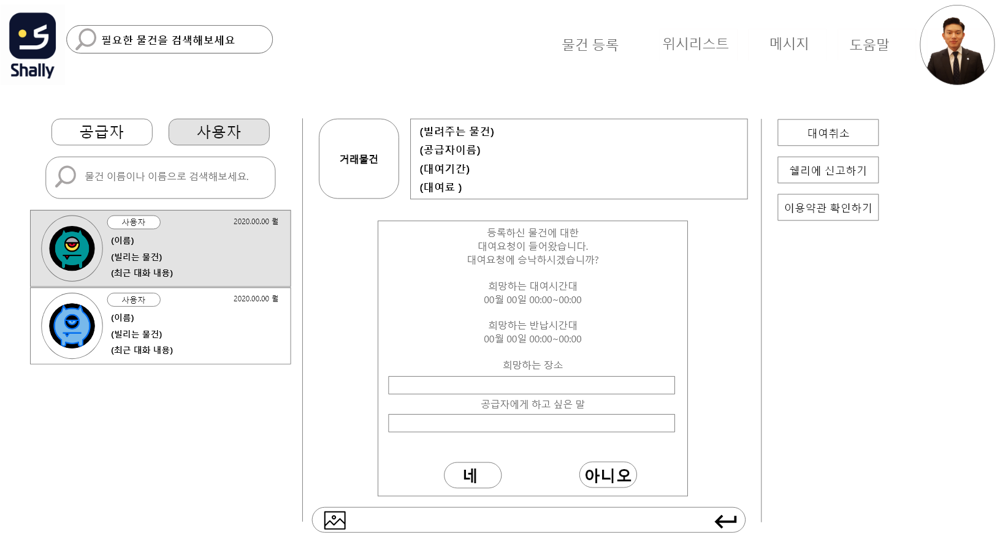 Shally
필요한 물건을 검색해보세요
물건 등록
위시리스트
메시지
도움말
공급자
사용자
물건 이름이나 이름으로 검색해보세요.
사용자
2020.00.00 월
(이름)
(빌리는 물건)
(최근 대화 내용)
사용자
2020.00.00 월
(이름)
(빌리는 물건)
(최근 대화 내용)
거래물건
(빌려주는 물건)
(공급자이름)
(대여기간)
(대여료 )
등록하신 물건에 대한
대여요청이 들어왔습니다.
대여요청에 승낙하시겠습니까?
희망하는 대여시간대
00월 00일 00:00~00:00
희망하는 반납시간대
00월 00일 00:00~00:00
희망하는 장소
공급자에게 하고 싶은 말
네
아니오
대여취소
쉘리에 신고하기
이용약관 확인하기